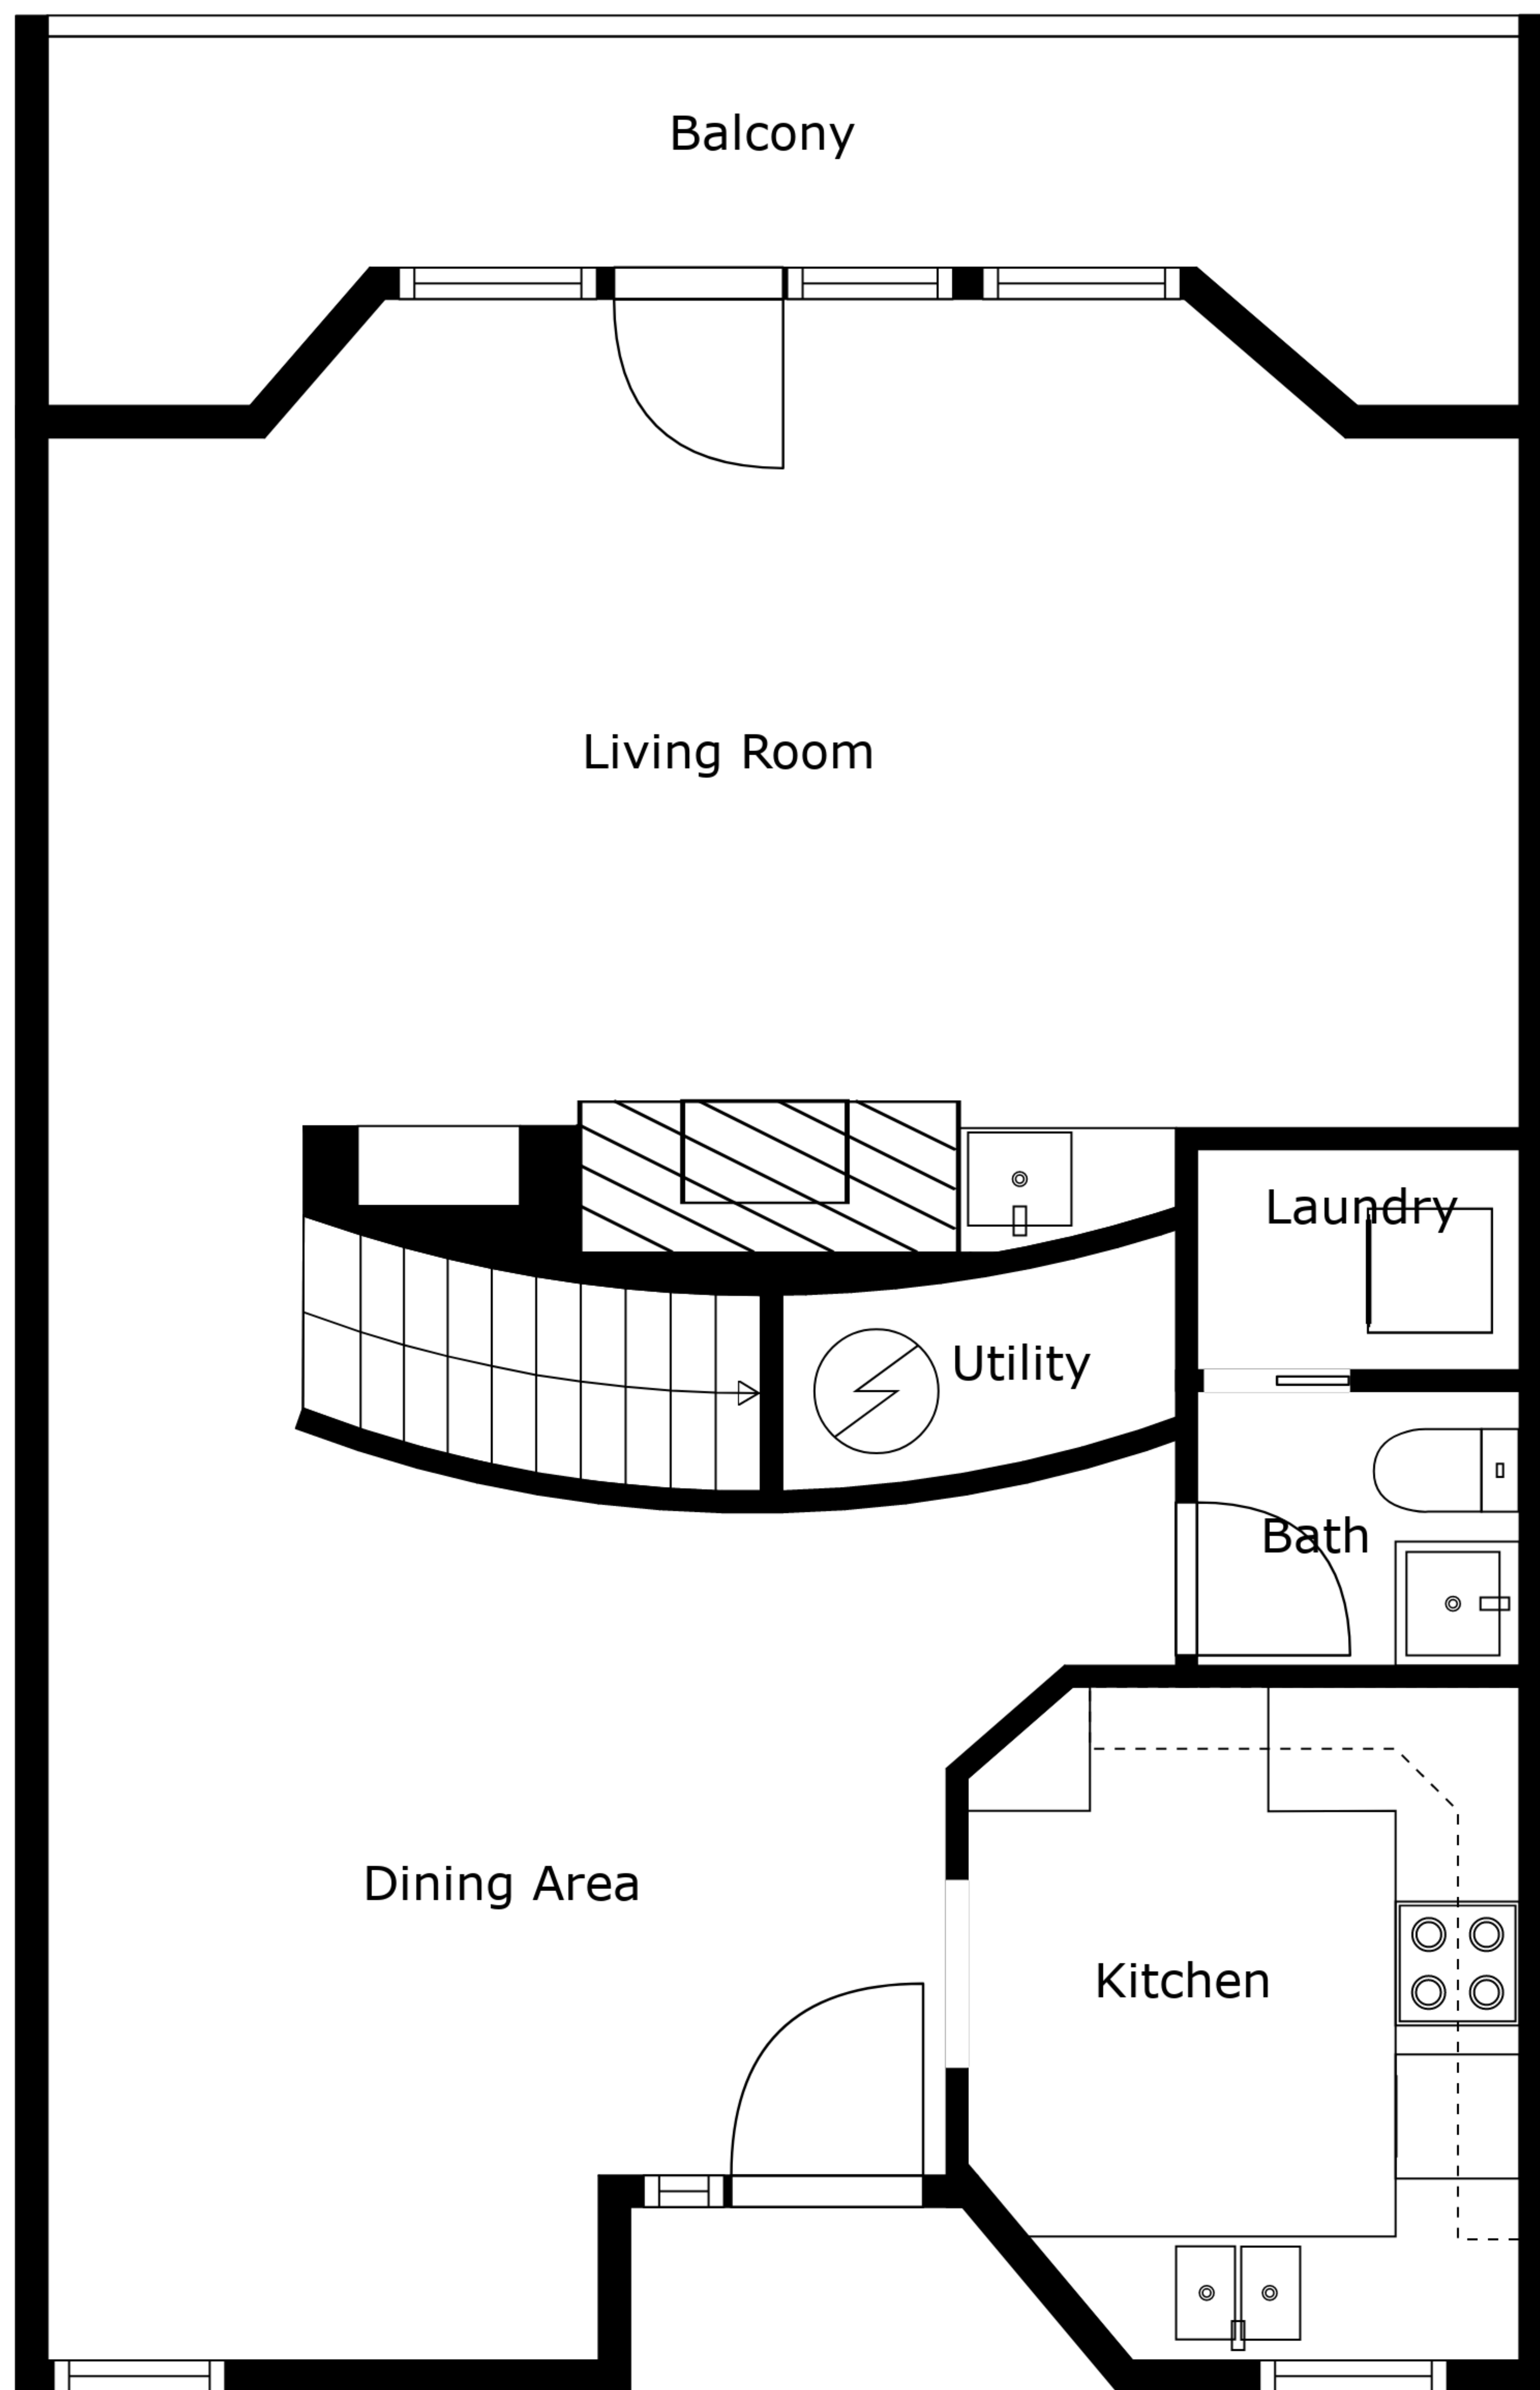 Balcony
Living Room
Laundry
Utility
Bath
Dining Area
Kitchen